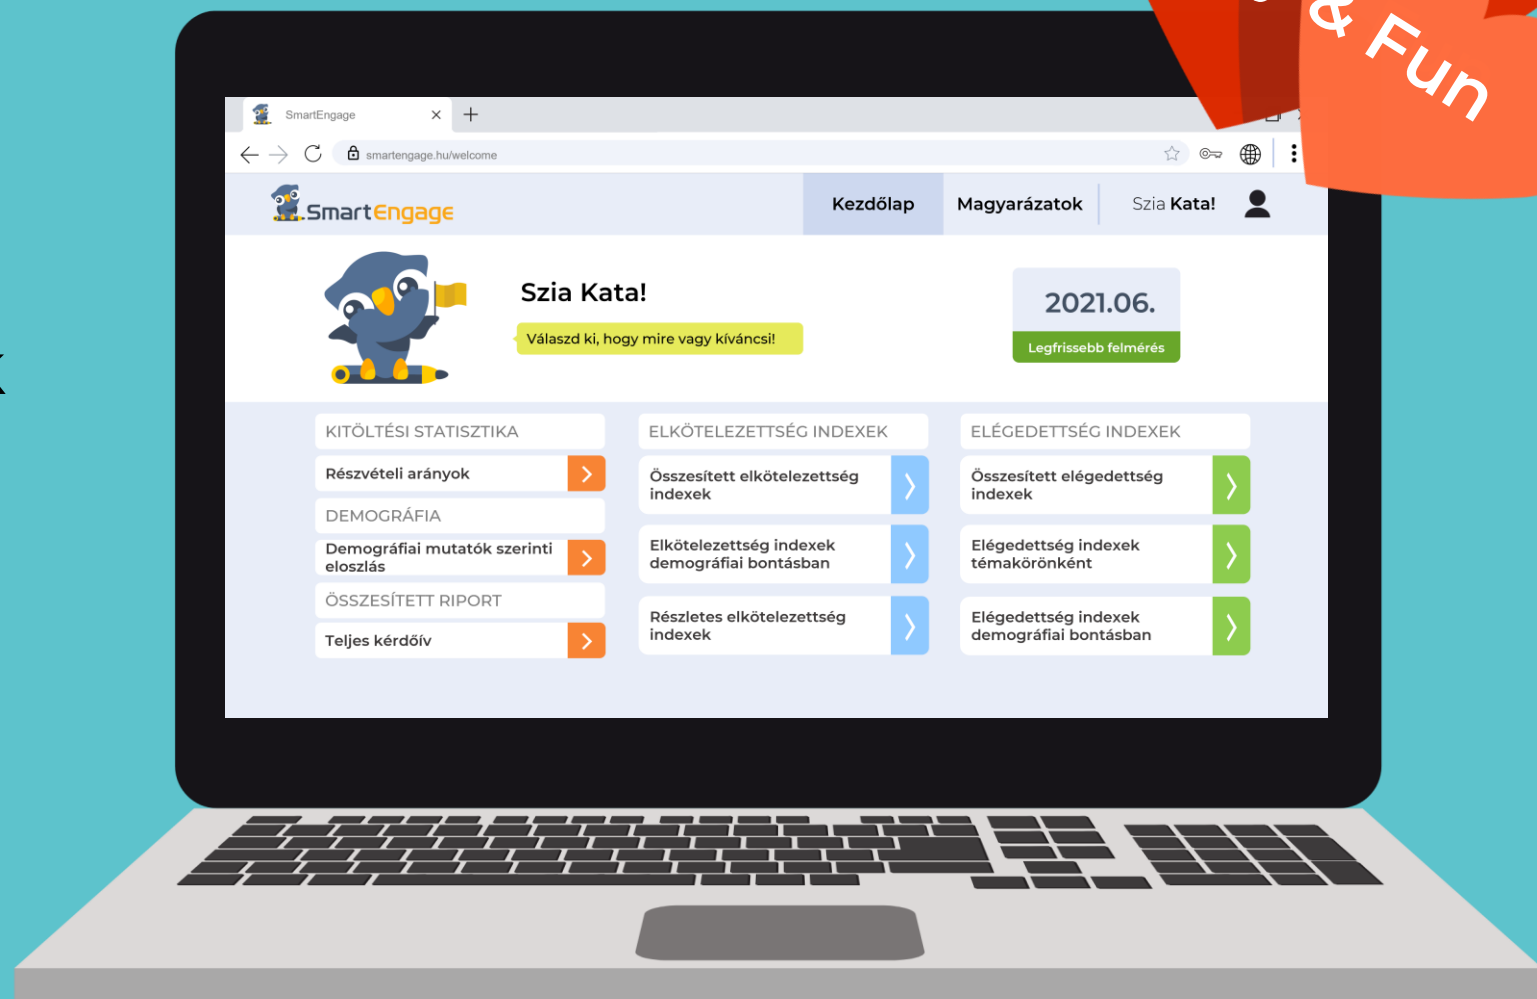 & Fun
SmartEngage
smartengage.hu/welcome
SmartEngage
Kezdőlap
Magyarázatok
Szia Kata!
Szia Kata!
Válaszd ki, hogy mire vagy kíváncsi!
2021.06.
Legfrissebb felmérés
KITÖLTÉSI STATISZTIKA
Részvételi arányok
DEMOGRÁFIA
Demográfiai mutatók szerinti
eloszlás
ÖSSZESÍTETT RIPORT
Teljes kérdőív
ELKÖTELEZETTSÉG INDEXEK
Összesített elkötelezettség
indexek
Elkötelezettség indexek
demográfiai bontásban
Részletes elkötelezettség
indexek
ELÉGEDETTSÉG INDEXEK
Összesített elégedettség
indexek
Elégedettség indexek
témakörönként
Elégedettség indexek
demográfiai bontásban